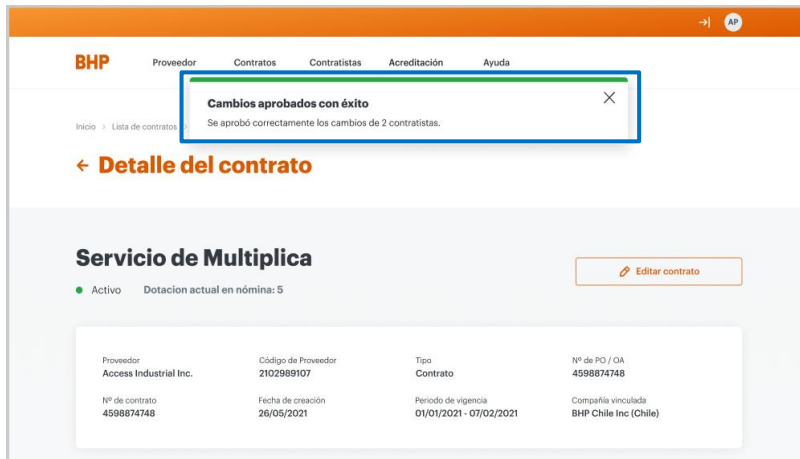 AP
BHP Proveedor Contratos Contratistas Acreditación Ayuda
Cambios aprobados con éxito
Se aprobó correctamente los cambios de 2 contratistas.
Inicio > Lista de contratos >
← Detalle del contrato
Servicio de Multiplica
Editar contrato
Activo Dotacion actual en nómina: 5
Proveedor Código de Proveedor Tipo Nº de PO / OA
Access Industrial Inc. 2102989107 Contrato 4598874748
Nº de contrato Fecha de creación Periodo de vigencia Compañía vinculada
4598874748 26/05/2021 01/01/2021 - 07/02/2021 BHP Chile Inc (Chile)